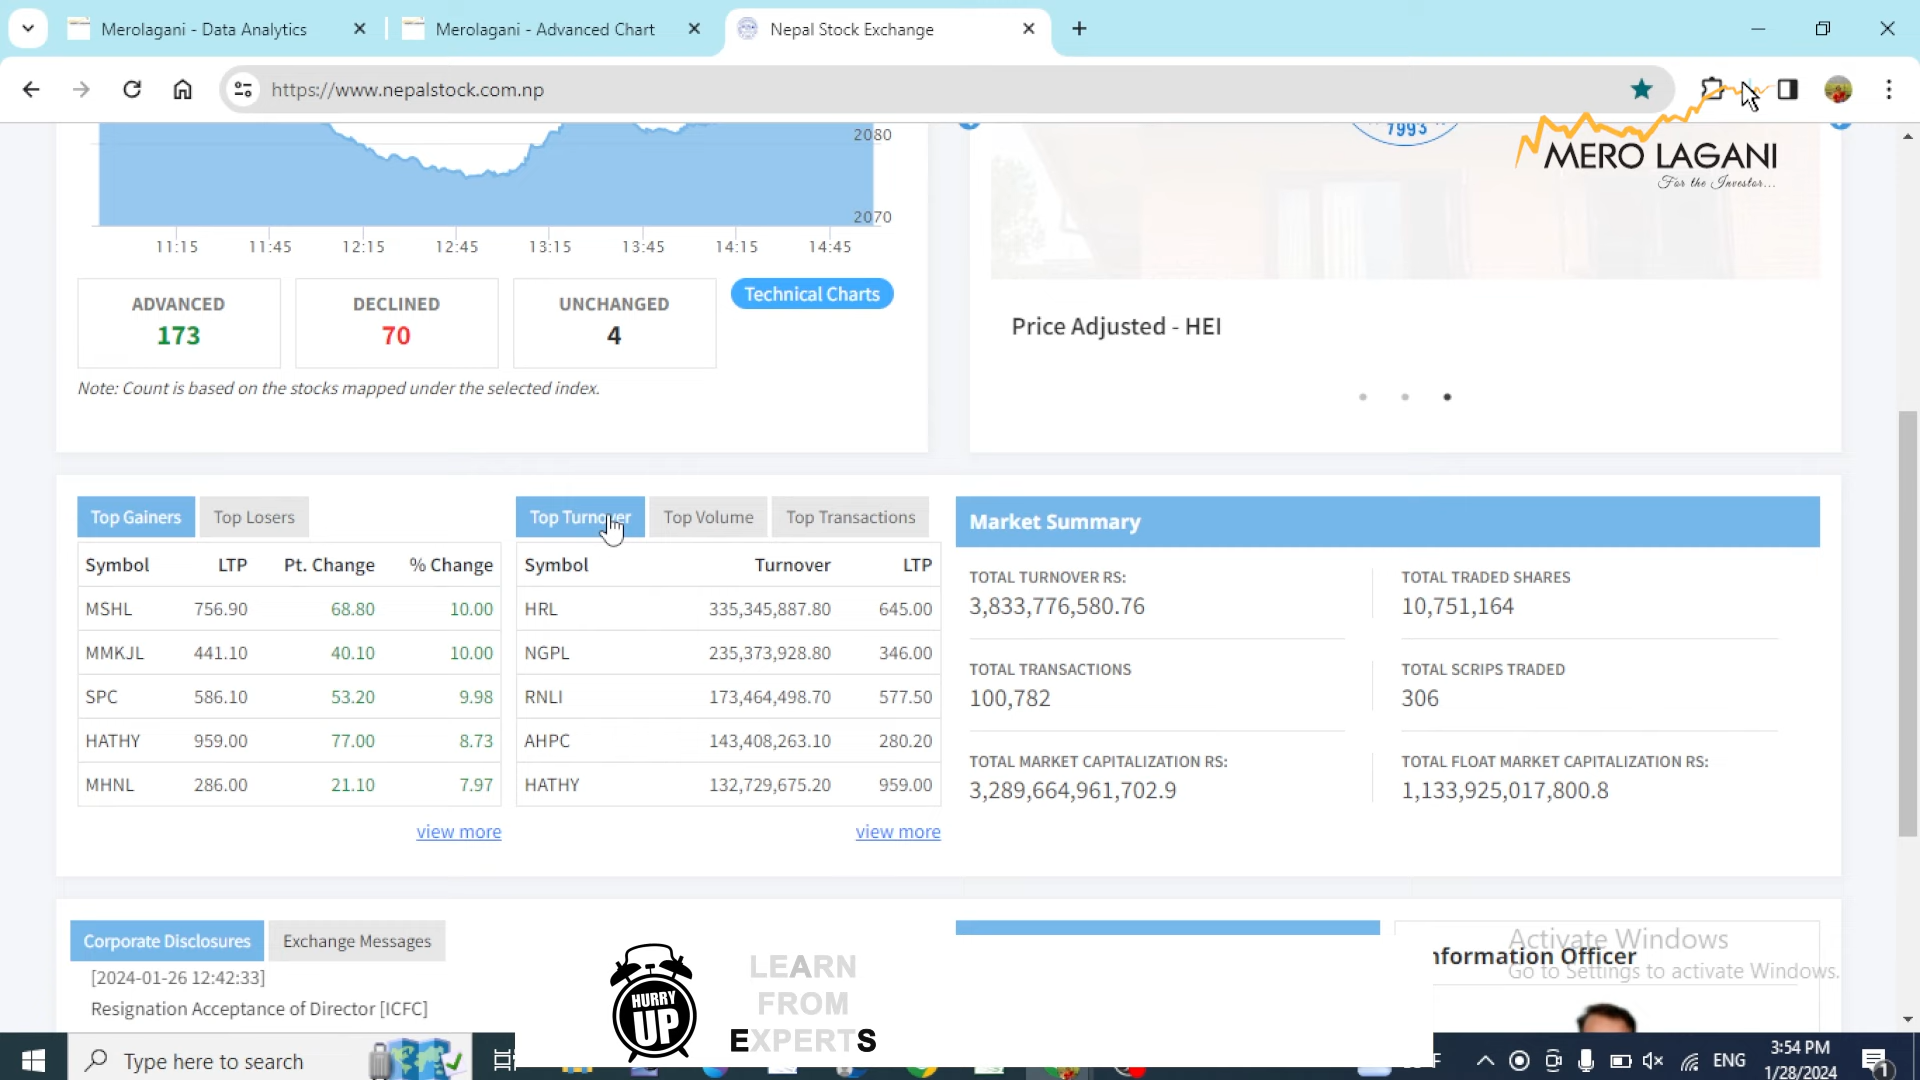 Merolagani - Data Analytics
Merolagani - Advanced Chart
Nepal Stock Exchange
https://www.nepalstock.com.np
MERO LAGANI
For the Investor...
2080
2070
11:15 11:45 12:15 12:45 13:15 13:45 14:15 14:45
7993
ADVANCED
173
DECLINED
70
UNCHANGED
4
Technical Charts
Note: Count is based on the stocks mapped under the selected index.
Price Adjusted - HEI
Top Gainers Top Losers
Symbol LTP Pt. Change % Change
MSHL 756.90 68.80 10.00
MMKJL 441.10 40.10 10.00
SPC 586.10 53.20 9.98
HATHY 959.00 77.00 8.73
MHNL 286.00 21.10 7.97
view more
Top Turnover Top Volume Top Transactions
Symbol Turnover LTP
HRL 335,345,887.80 645.00
NGPL 235,373,928.80 346.00
RNLI 173,464,498.70 577.50
AHPC 143,408,263.10 280.20
HATHY 132,729,675.20 959.00
view more
Market Summary
TOTAL TURNOVER RS:
3,833,776,580.76
TOTAL TRADED SHARES
10,751,164
TOTAL TRANSACTIONS
100,782
TOTAL SCRIPS TRADED
306
TOTAL MARKET CAPITALIZATION RS:
3,289,664,961,702.9
TOTAL FLOAT MARKET CAPITALIZATION RS:
1,133,925,017,800.8
Corporate Disclosures Exchange Messages
[2024-01-26 12:42:33]
Resignation Acceptance of Director [ICFC]
HURRY
UP
LEARN
FROM
EXPERTS
Activate Windows
nformation Officer
Go to Settings to activate Windows.
Type here to search
ENG
3:54 PM
1/28/2024
1